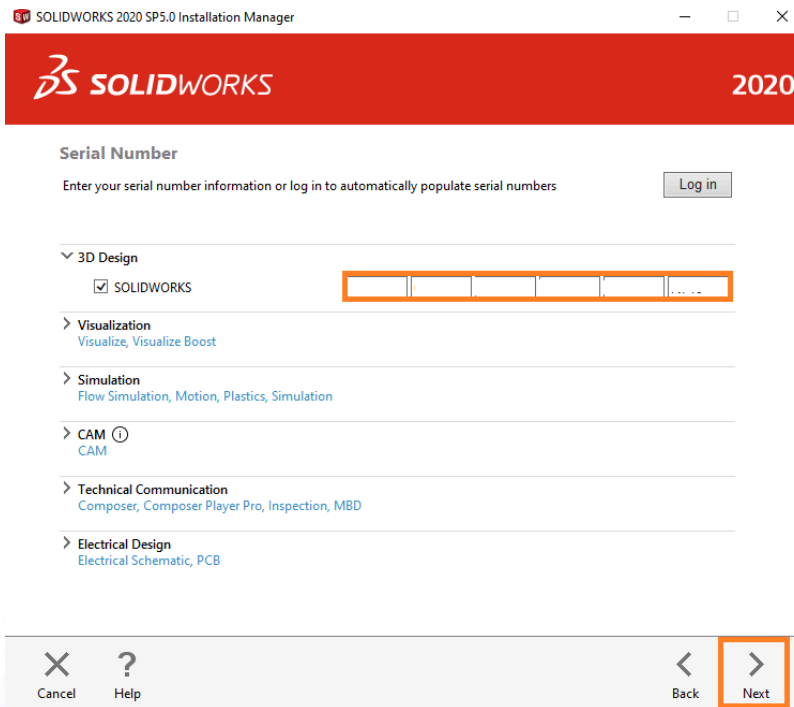 SOLIDWORKS 2020 SP5.0 Installation Manager
SOLIDWORKS 2020
Serial Number
Enter your serial number information or log in to automatically populate serial numbers Log in
3D Design
SOLIDWORKS
Visualization
Visualize, Visualize Boost
Simulation
Flow Simulation, Motion, Plastics, Simulation
CAM
CAM
Technical Communication
Composer, Composer Player Pro, Inspection, MBD
Electrical Design
Electrical Schematic, PCB
Cancel Help Back Next